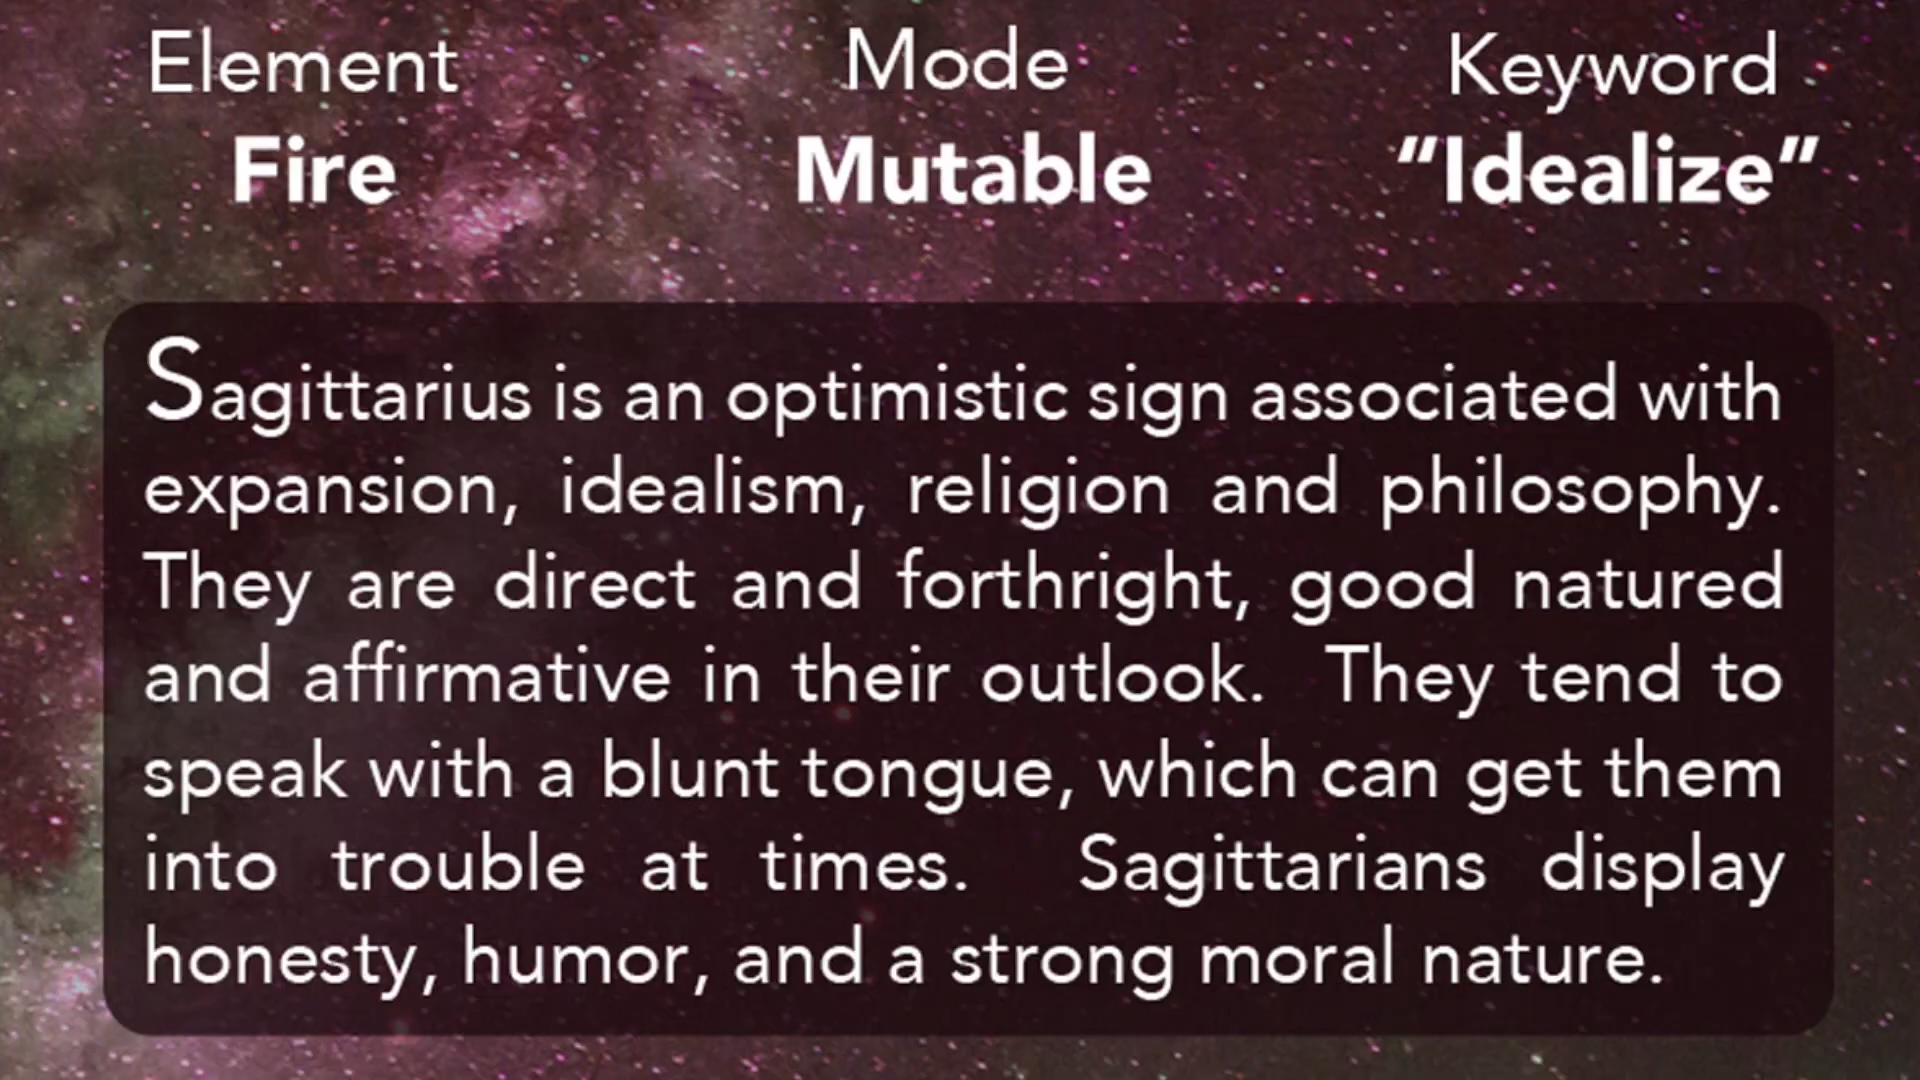 Element Mode Keyword
Fire Mutable “Idealize”
Sagittarius is an optimistic sign associated with
expansion, idealism, religion and philosophy.
They are direct and forthright, good natured
and affirmative in their outlook. They tend to
speak with a blunt tongue, which can get them
into trouble at times. Sagittarians display
honesty, humor, and a strong moral nature.